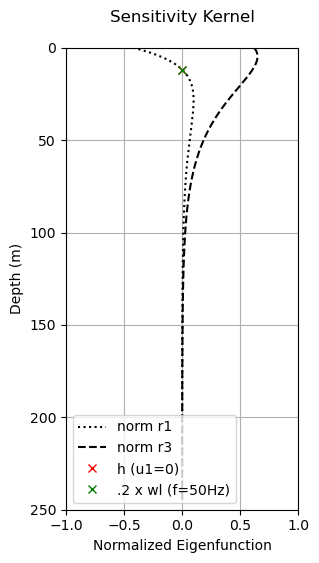 Sensitivity Kernel
0
50
100
150
200
250
Depth (m)
norm r1
norm r3
h (u1=0)
.2 x wl (f=50Hz)
−1.0 −0.5 0.0 0.5 1.0
Normalized Eigenfunction